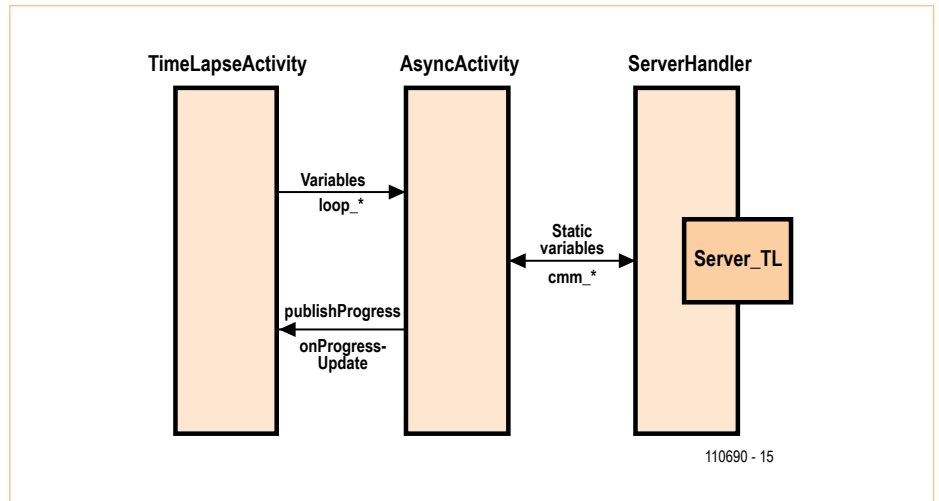 TimeLapseActivity
AsyncActivity
ServerHandler
Variables
loop_*
Static
variables
cmm_*
Server_TL
publishProgress
onProgress-
Update
110690 - 15